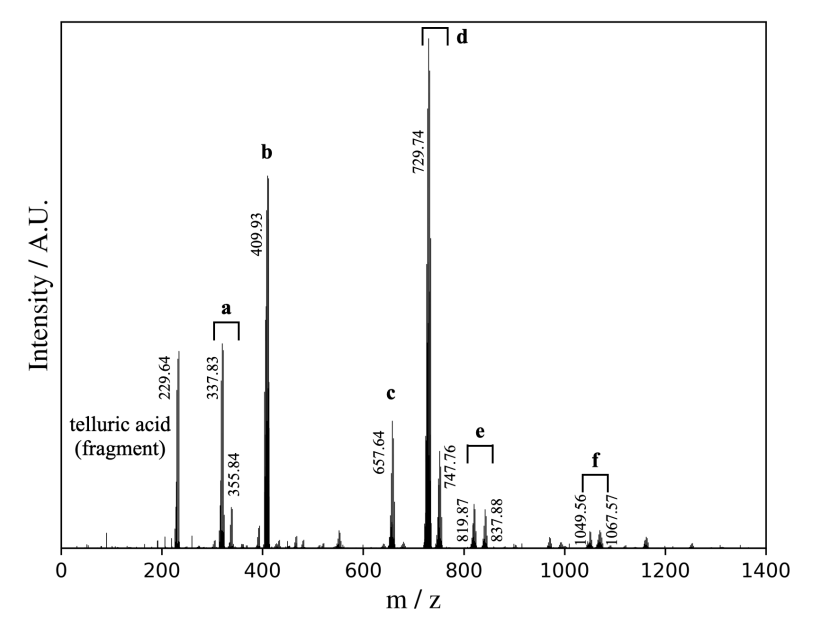 d
729.74
b
409.93
a
337.83
355.84
229.64
telluric acid
(fragment)
c
657.64
747.76
e
819.87
837.88
f
1049.56
1067.57
Intensity / A.U.
0 200 400 600 800 1000 1200 1400
m / z